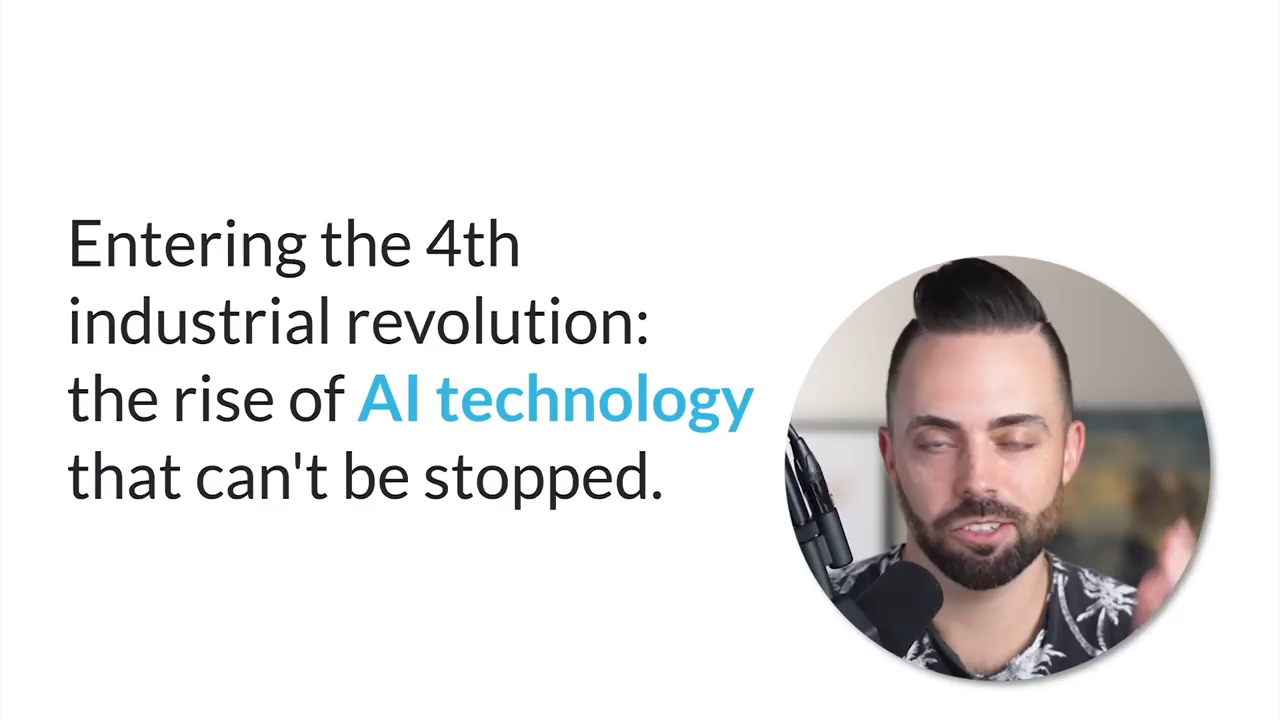 Entering the 4th
industrial revolution:
the rise of AI technology
that can't be stopped.